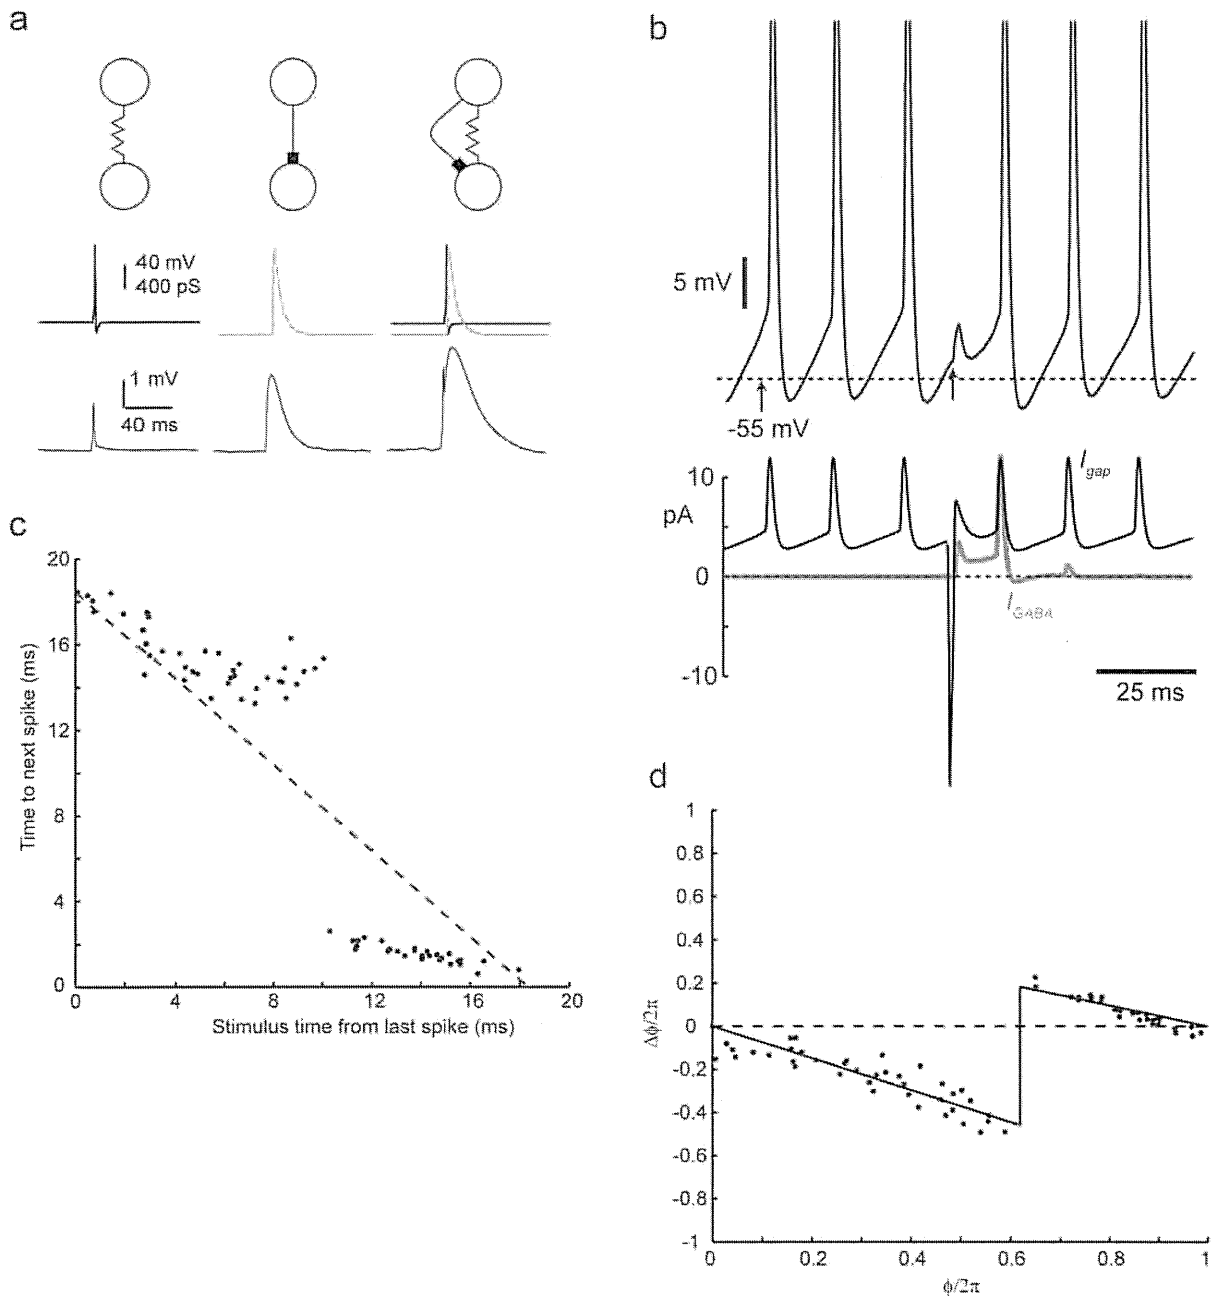 a
40 mV
400 pS
1 mV
40 ms
b
5 mV
-55 mV
10
pA
0
-10
I gap
I GABA
25 ms
c
20
16
12
8
4
0
Time to next spike (ms)
0 4 8 12 16 20
Stimulus time from last spike (ms)
d
1
0.8
0.6
0.4
0.2
0
-0.2
-0.4
-0.6
-0.8
-1
Δϕ/2π
0 0.2 0.4 0.6 0.8 1
ϕ/2π